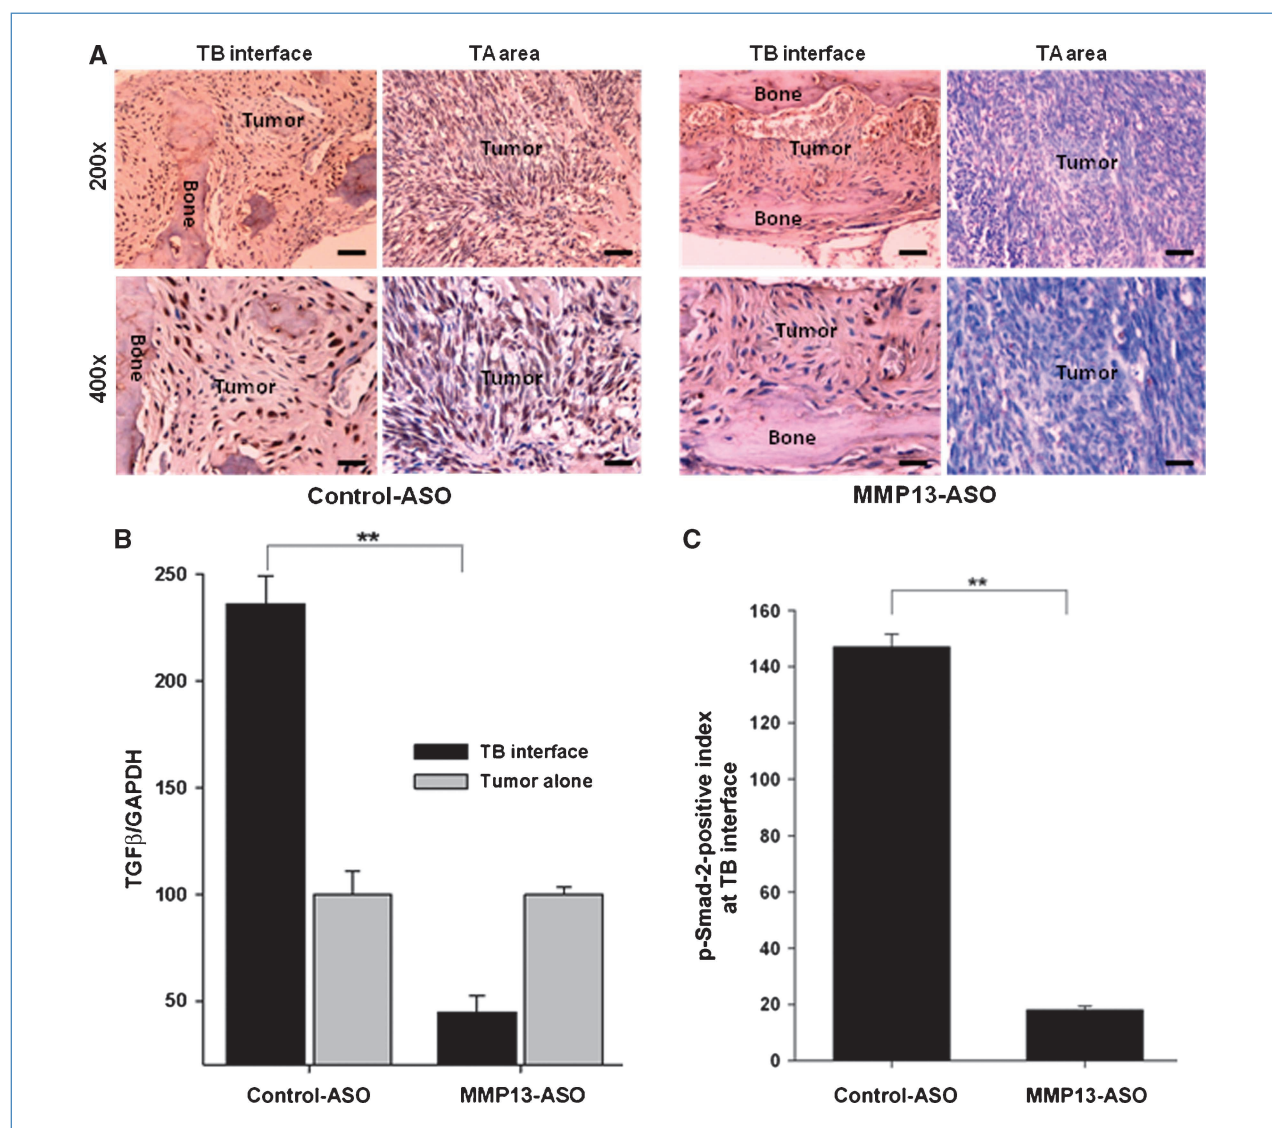 A
TB interface
TA area
TB interface
TA area
200x
Tumor
Bone
Tumor
Bone
Tumor
Bone
Tumor
400x
Bone
Tumor
Tumor
Tumor
Bone
Tumor
Control-ASO
MMP13-ASO
B
**
TGFβ/GAPDH
250
200
150
100
50
TB interface
Tumor alone
Control-ASO
MMP13-ASO
C
**
p-Smad-2-positive index
at TB interface
160
140
120
100
80
60
40
20
0
Control-ASO
MMP13-ASO